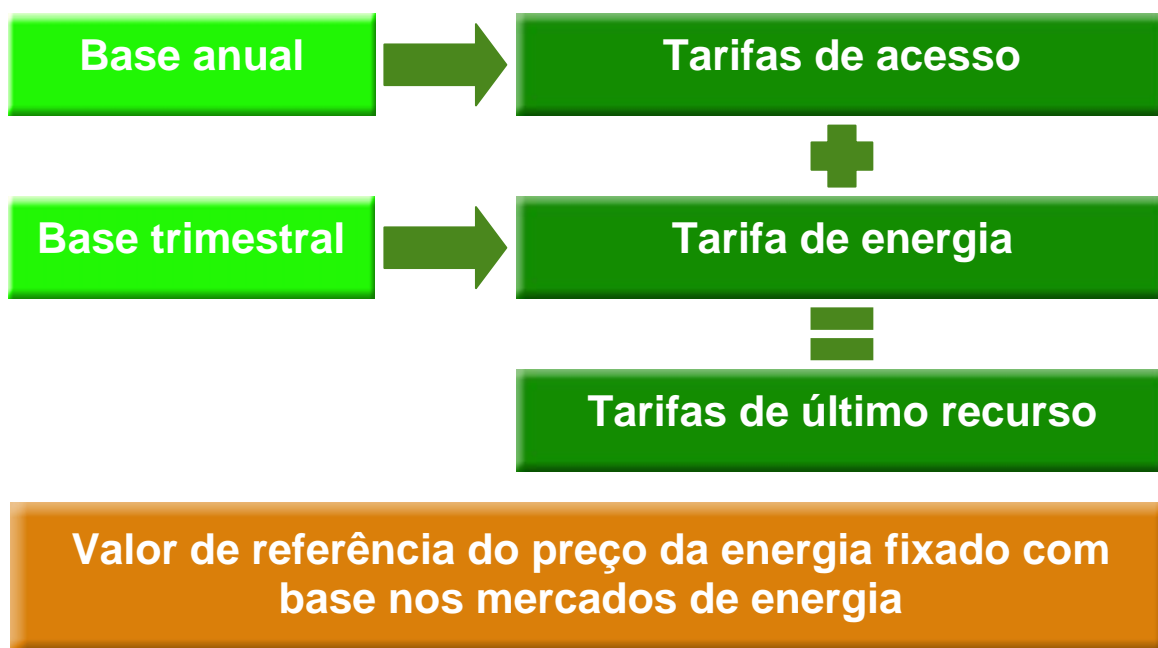 Base anual
Tarifas de acesso
Base trimestral
Tarifa de energia
Tarifas de último recurso
Valor de referência do preço da energia fixado com
base nos mercados de energia